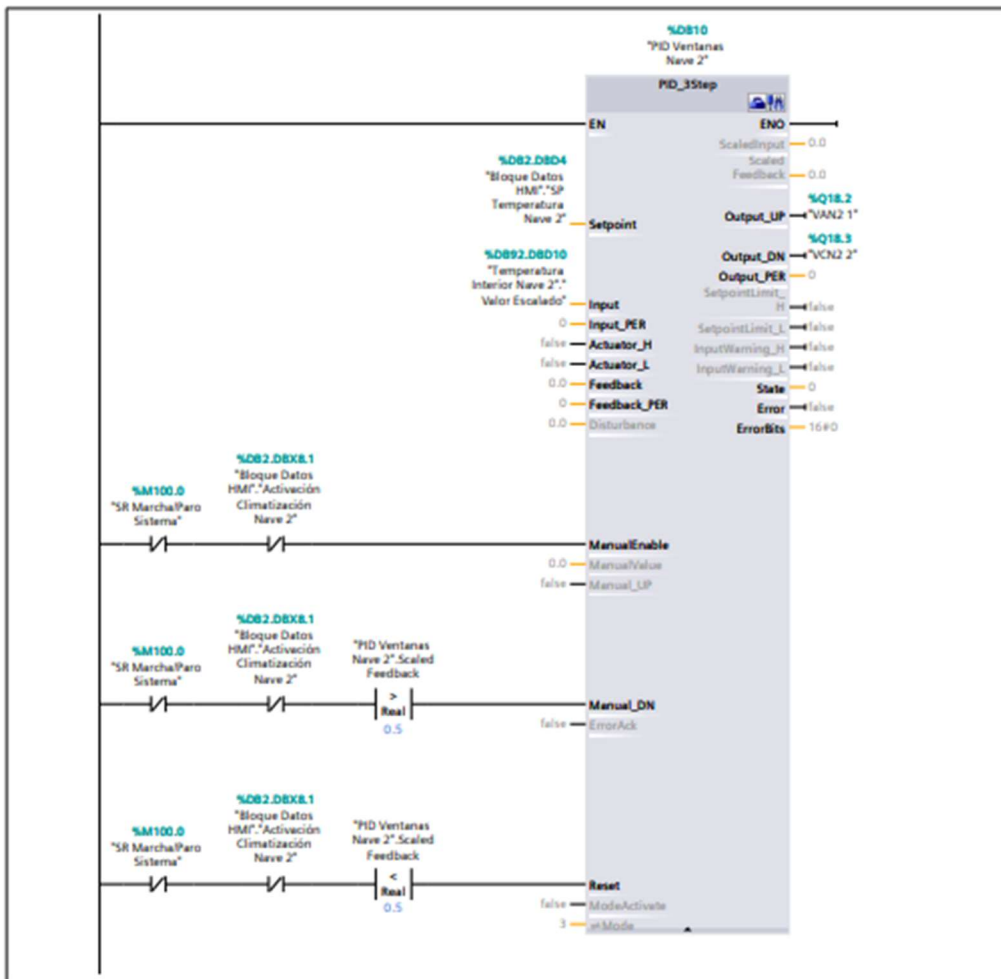 %DB10
"PID Ventanas
Nave 2"
PID_3Step
EN
ENO
ScaledInput
0.0
Scaled
Feedback
0.0
%DB2.DBD4
"Bloque Datos
HMI"."SP
Temperatura
Nave 2"
Setpoint
%Q18.2
Output_UP
"VAN2 1"
%Q18.3
Output_DN
"VCN2 2"
%DB92.DBD10
"Temperatura
Interior Nave 2"."
Valor Escalado"
Input
Output_PER
0
SetpointLimit_
H
false
0
Input_PER
SetpointLimit_L
false
false
Actuator_H
InputWarning_H
false
false
Actuator_L
InputWarning_L
false
0.0
Feedback
State
0
0
Feedback_PER
Error
false
0.0
Disturbance
ErrorBits
16#0
%M100.0
"SR Marcha/Paro
Sistema"
%DB2.DBX8.1
"Bloque Datos
HMI"."Activación
Climatización
Nave 2"
ManualEnable
0.0
ManualValue
false
Manual_UP
%M100.0
"SR Marcha/Paro
Sistema"
%DB2.DBX8.1
"Bloque Datos
HMI"."Activación
Climatización
Nave 2"
"PID Ventanas
Nave 2".Scaled
Feedback
>
Real
0.5
Manual_DN
false
ErrorAck
%M100.0
"SR Marcha/Paro
Sistema"
%DB2.DBX8.1
"Bloque Datos
HMI"."Activación
Climatización
Nave 2"
"PID Ventanas
Nave 2".Scaled
Feedback
<
Real
0.5
Reset
false
ModeActivate
3
Mode